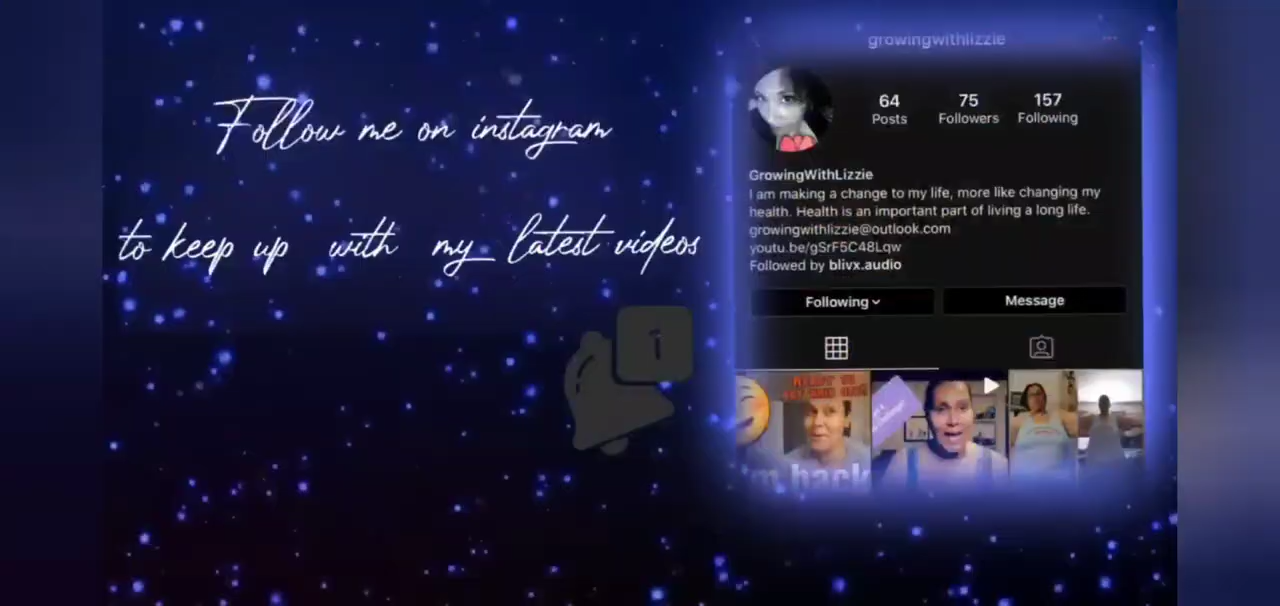 Follow me on instagram
to keep up with my latest videos
1
growingwithlizzie
64 75 157
Posts Followers Following
GrowingWithLizzie
I am making a change to my life, more like changing my
health. Health is an important part of living a long life.
growingwithlizzie@outlook.com
youtu.be/gSrF5C48Lqw
Followed by blivx.audio
Following Message
I'm back